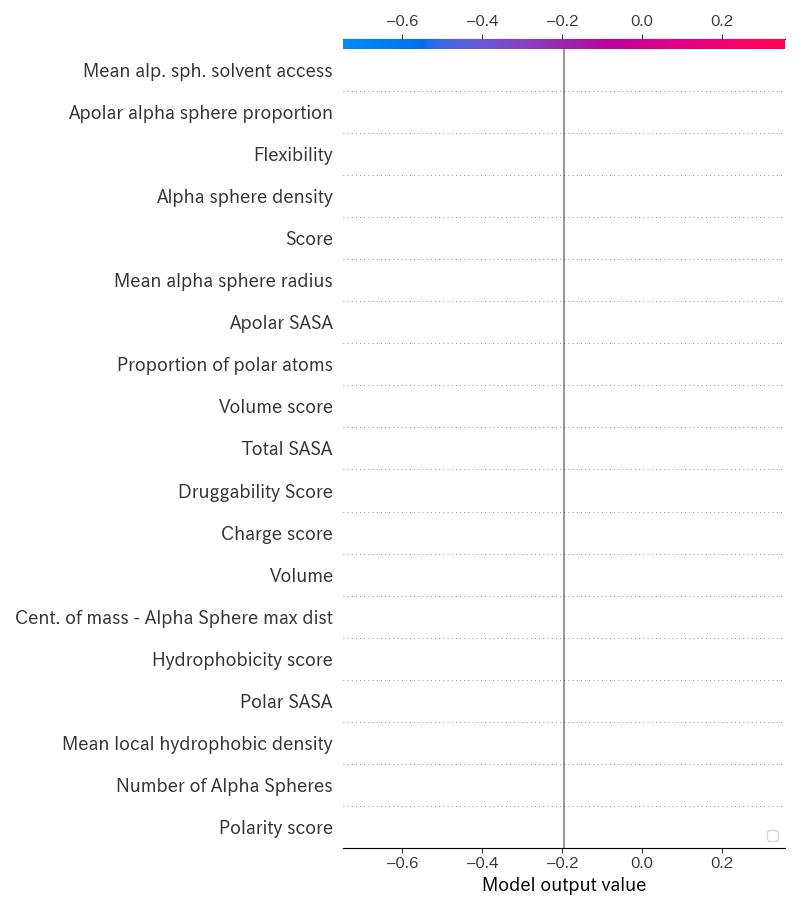 −0.6 −0.4 −0.2 0.0 0.2
Mean alp. sph. solvent access
Apolar alpha sphere proportion
Flexibility
Alpha sphere density
Score
Mean alpha sphere radius
Apolar SASA
Proportion of polar atoms
Volume score
Total SASA
Druggability Score
Charge score
Volume
Cent. of mass - Alpha Sphere max dist
Hydrophobicity score
Polar SASA
Mean local hydrophobic density
Number of Alpha Spheres
Polarity score
−0.6 −0.4 −0.2 0.0 0.2
Model output value